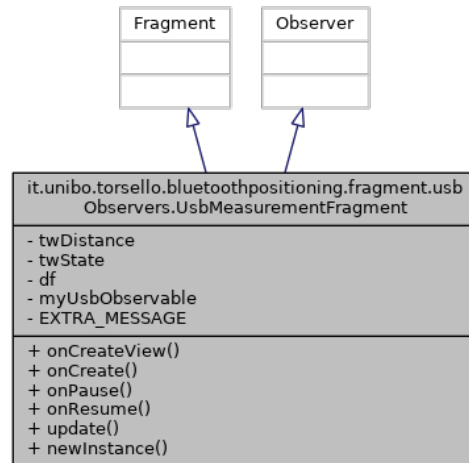 Fragment
Observer
it.unibo.torsello.bluetoothpositioning.fragment.usb
Observers.UsbMeasurementFragment
- twDistance
- twState
- df
- myUsbObservable
- EXTRA_MESSAGE
+ onCreateView()
+ onCreate()
+ onPause()
+ onResume()
+ update()
+ newInstance()